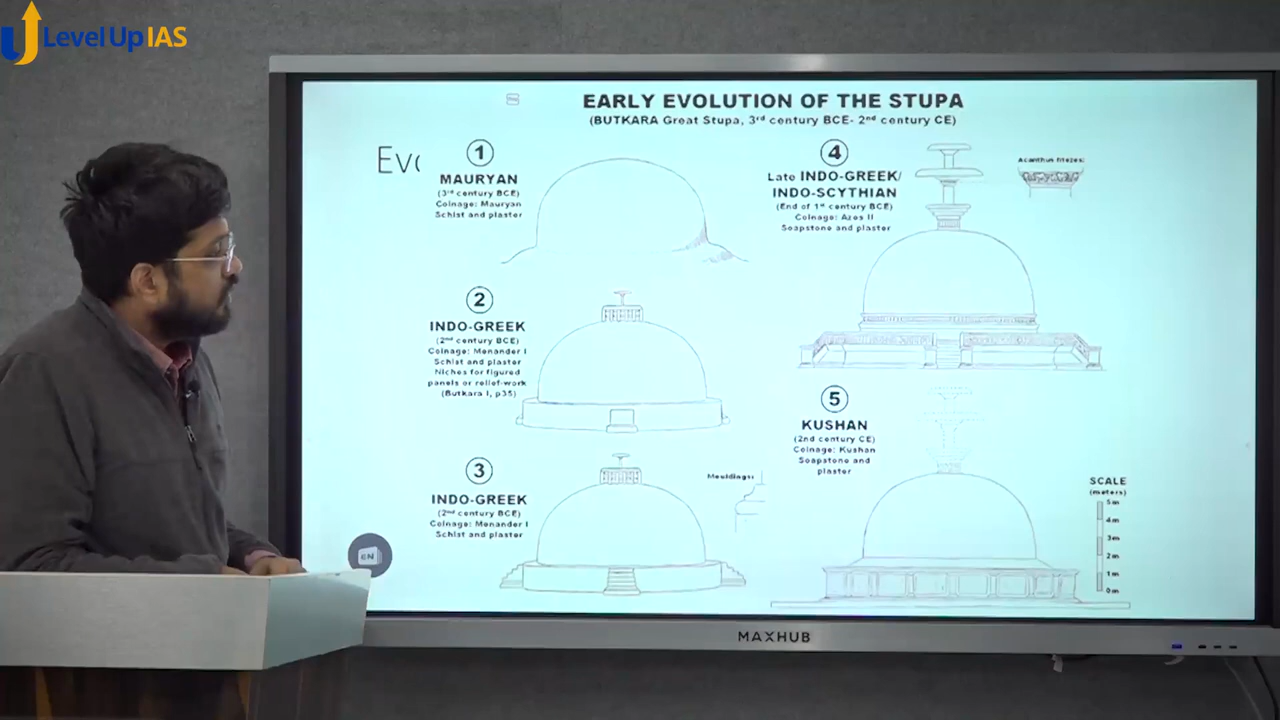 Level Up IAS
EARLY EVOLUTION OF THE STUPA
(BUTKARA Great Stupa, 3rd century BCE- 2nd century CE)
Evo
1
MAURYAN
(3rd century BCE)
Coinage: Mauryan
Schist and plaster
2
INDO-GREEK
(2nd century BCE)
Coinage: Menander I
Schist and plaster
Niches for figured
panels or relief-work
(Butkara I, p35)
3
INDO-GREEK
(2nd century BCE)
Coinage: Menander I
Schist and plaster
Mouldings:
4
Late INDO-GREEK/
INDO-SCYTHIAN
(End of 1st century BCE)
Coinage: Azes II
Soapstone and plaster
Acanthus friezes:
5
KUSHAN
(2nd century CE)
Coinage: Kushan
Soapstone and
plaster
SCALE
(meters)
5m
4m
3m
2m
1m
0m
EN
MAXHUB